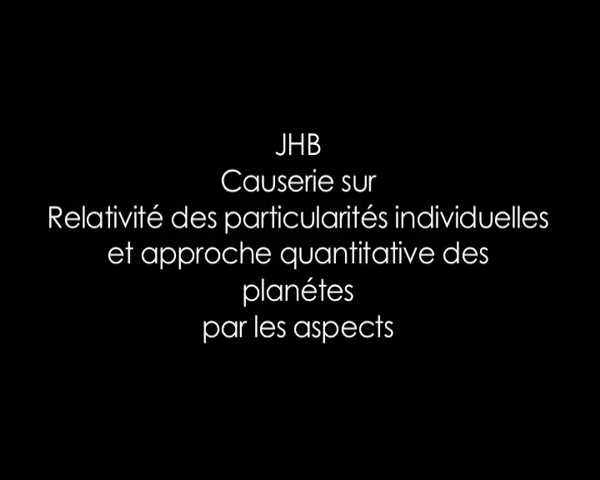 JHB
Causerie sur
Relativité des particularités individuelles
et approche quantitative des
planétes
par les aspects